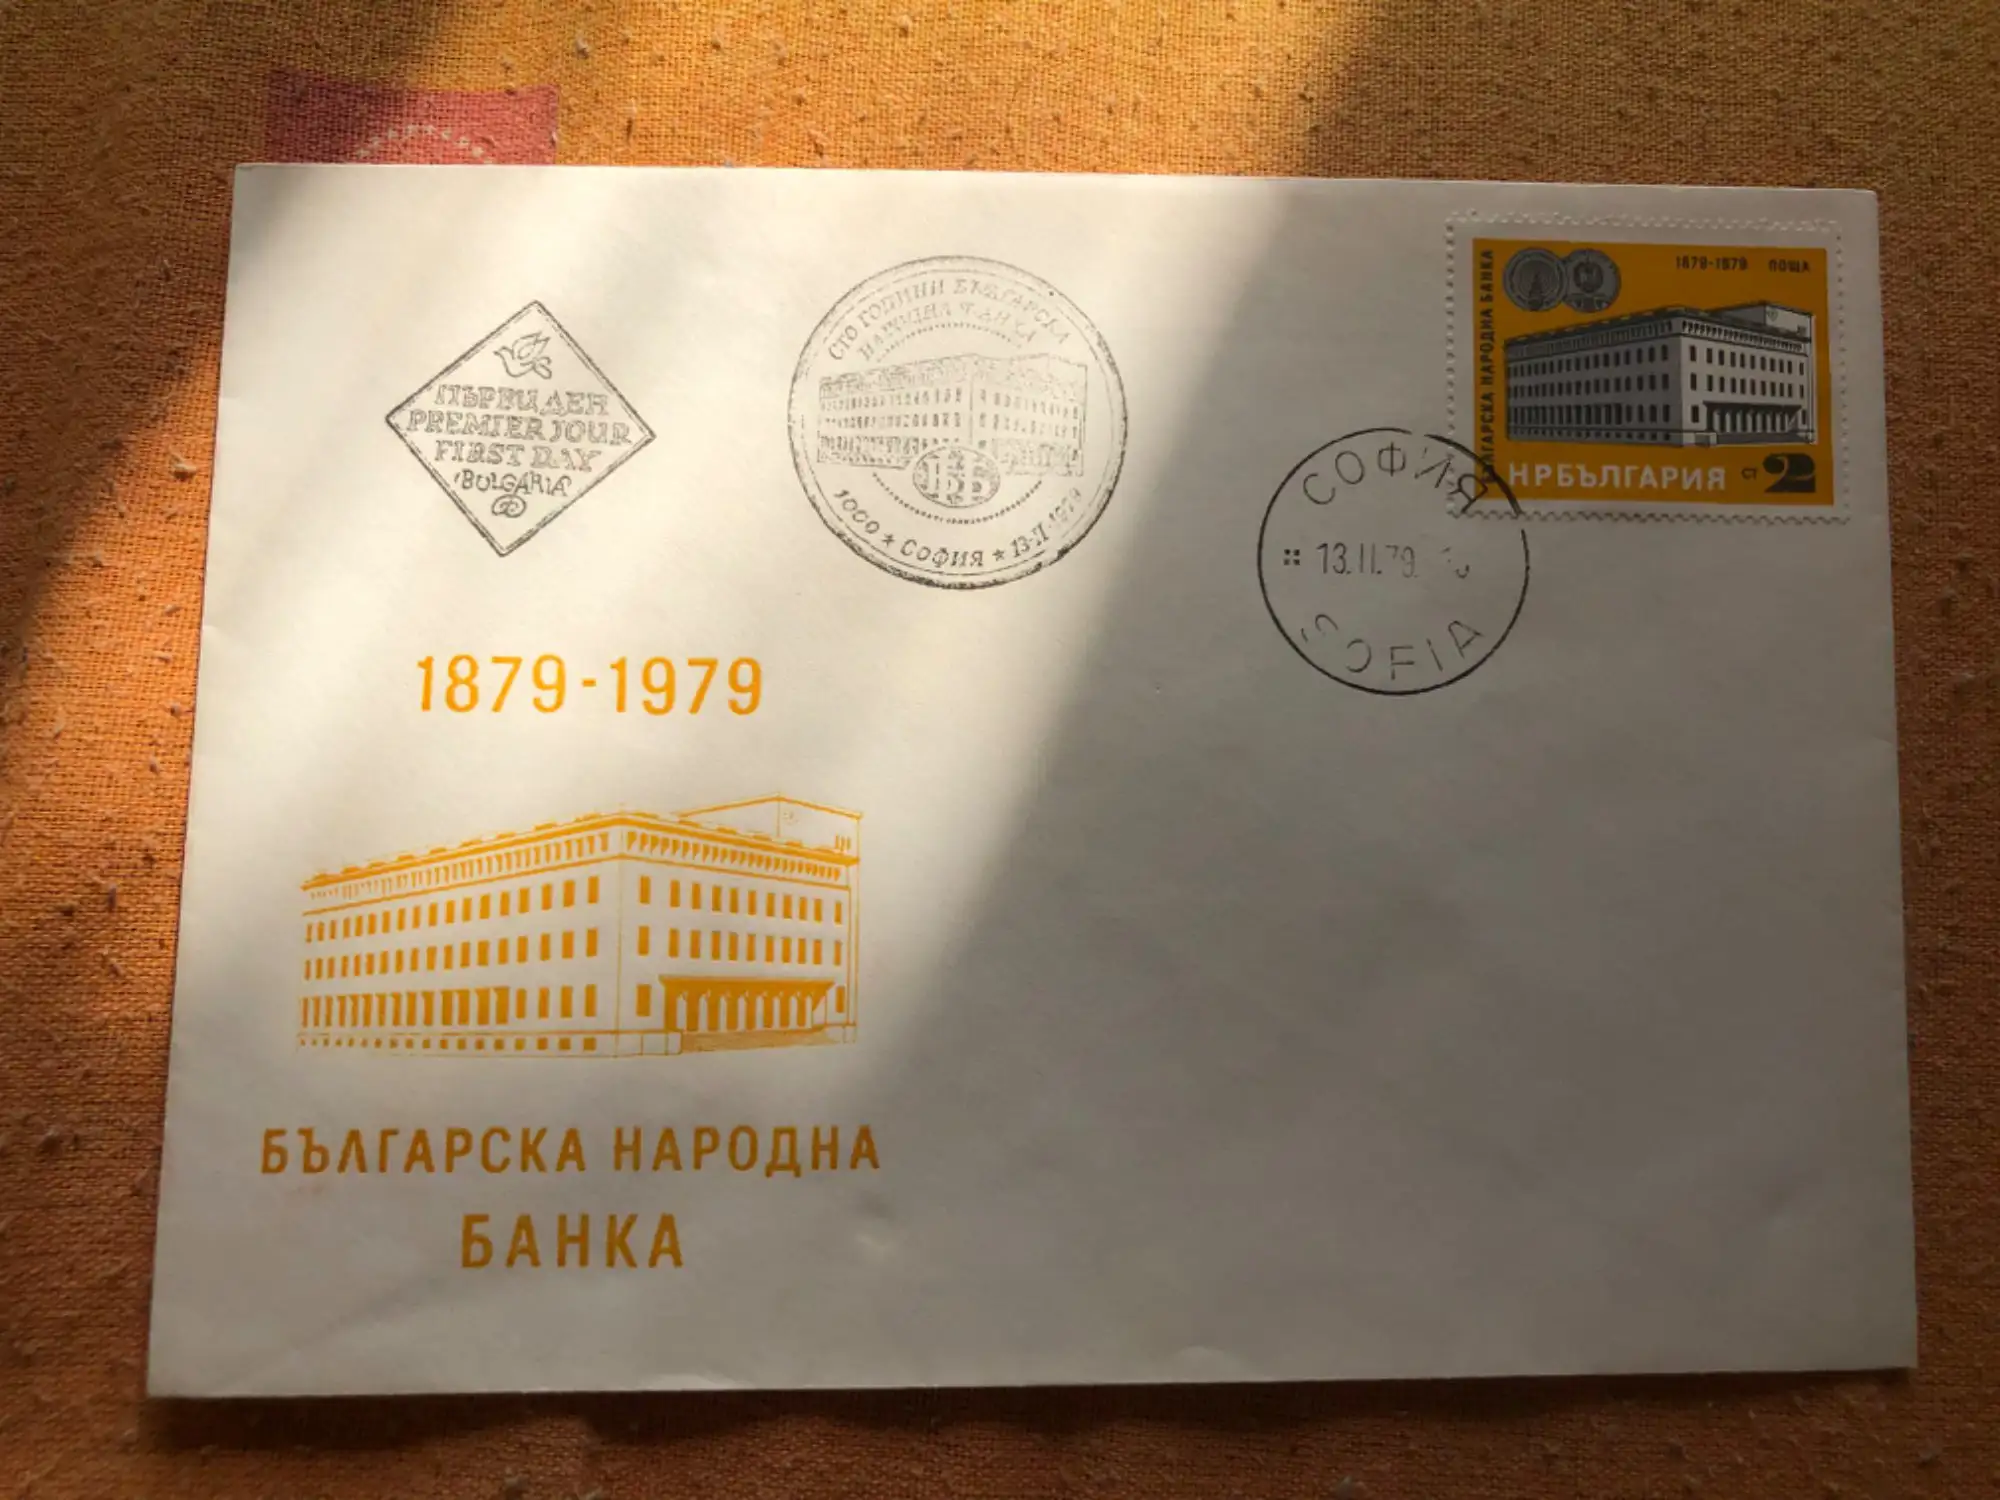 ПЪРВИ ДЕН
PREMIER JOUR
FIRST DAY
BULGARIA
СТО ГОДИНИ БЪЛГАРСКА
НАРОДНА БАНКА
БНБ
1000 * СОФИЯ * 13-II-1979
1879-1979 ПОЩА
БЪЛГАРСКА НАРОДНА БАНКА
НРБЪЛГАРИЯ СТ 2
СОФИЯ
13.II.79.
SOFIA
1879-1979
БЪЛГАРСКА НАРОДНА
БАНКА